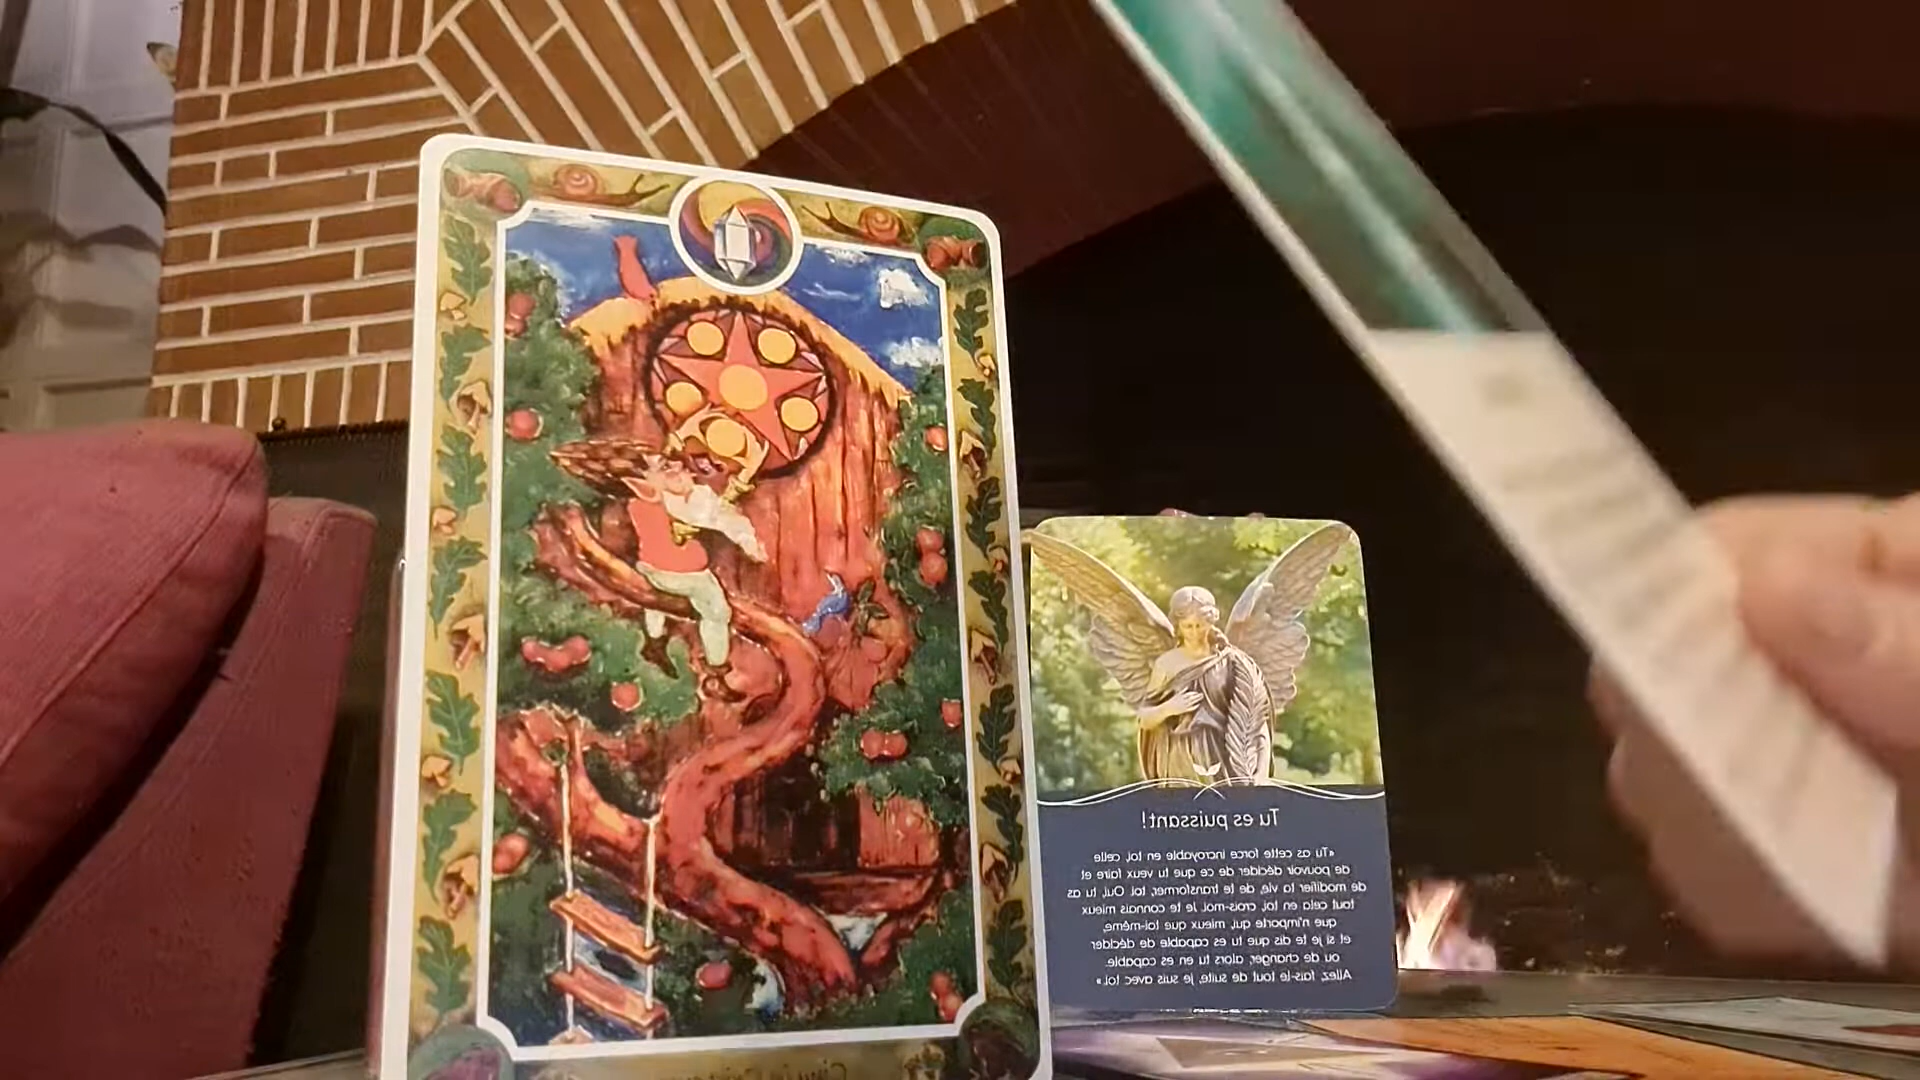 Tu es puissant!
«Tu as cette force incroyable en toi, celle
de pouvoir décider de ce que tu veux faire et
de modifier ta vie, de te transformer, toi. Oui, tu as
tout cela en toi, crois-moi. Je te connais mieux
que n'importe qui, mieux que toi-même,
et si je te dis que tu es capable de décider
ou de changer, alors tu en es capable.
Allez, fais-le tout de suite, je suis avec toi.»